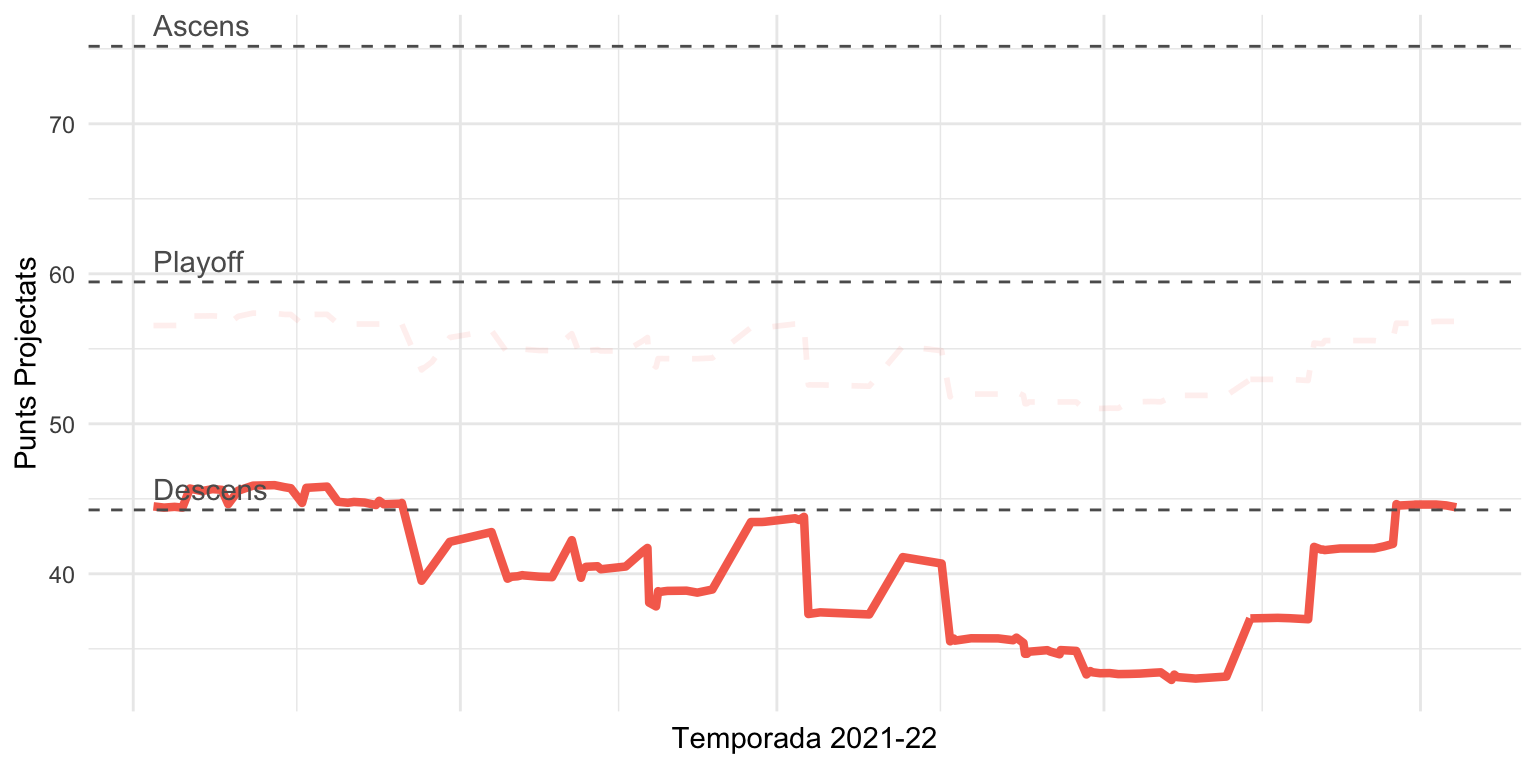 Ascens
70
Playoff
60
Punts Projectats
50
Descens
40
Temporada 2021-22